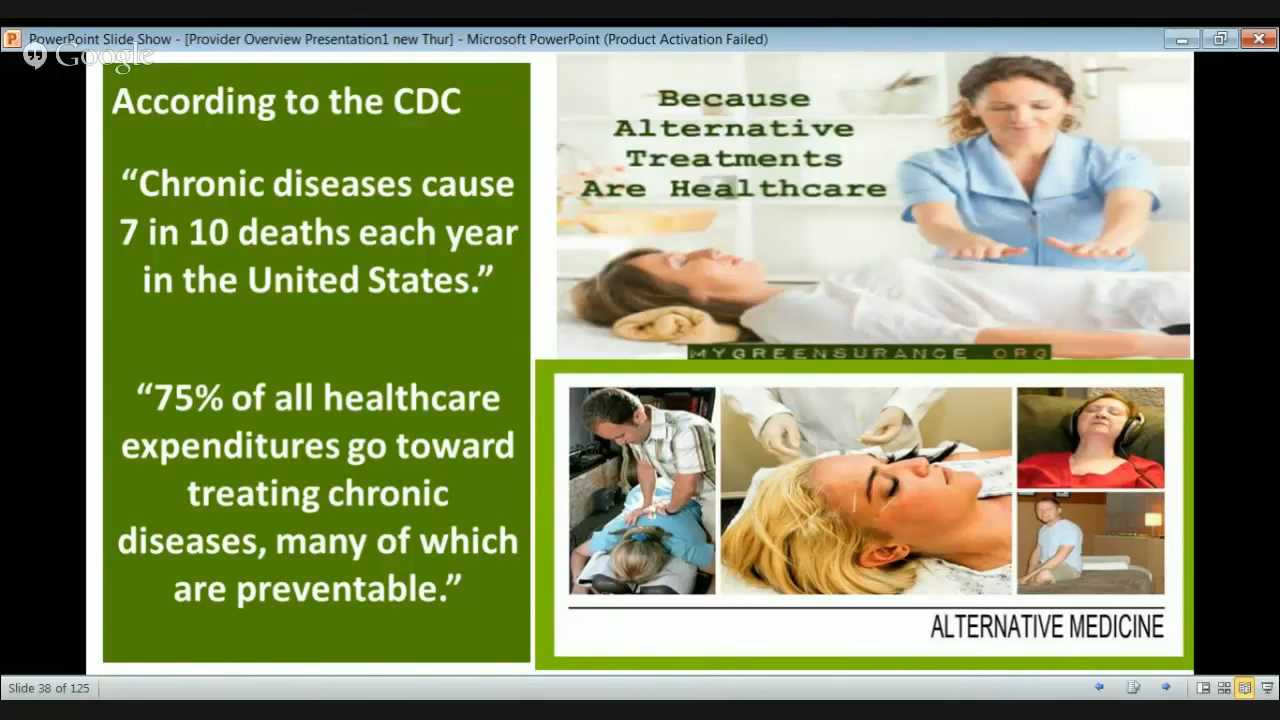 PowerPoint Slide Show - [Provider Overview Presentation1 new Thur] - Microsoft PowerPoint (Product Activation Failed)
Google
According to the CDC
“Chronic diseases cause
7 in 10 deaths each year
in the United States.”
“75% of all healthcare
expenditures go toward
treating chronic
diseases, many of which
are preventable.”
Because
Alternative
Treatments
Are Healthcare
MYGREENSURANCE.ORG
ALTERNATIVE MEDICINE
Slide 38 of 125